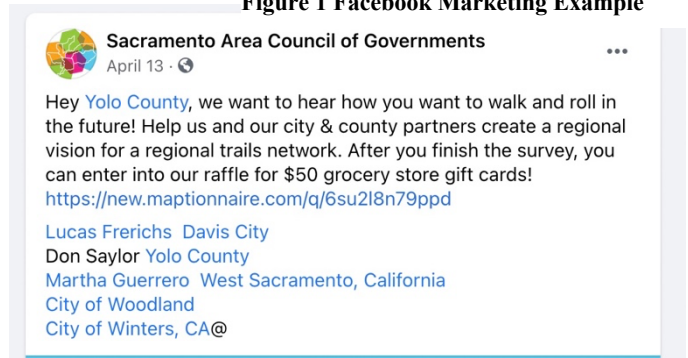 Figure 1 Facebook Marketing Example
Sacramento Area Council of Governments
April 13 ·
Hey Yolo County, we want to hear how you want to walk and roll in
the future! Help us and our city & county partners create a regional
vision for a regional trails network. After you finish the survey, you
can enter into our raffle for $50 grocery store gift cards!
https://new.maptionnaire.com/q/6su2l8n79ppd
Lucas Frerichs Davis City
Don Saylor Yolo County
Martha Guerrero West Sacramento, California
City of Woodland
City of Winters, CA@